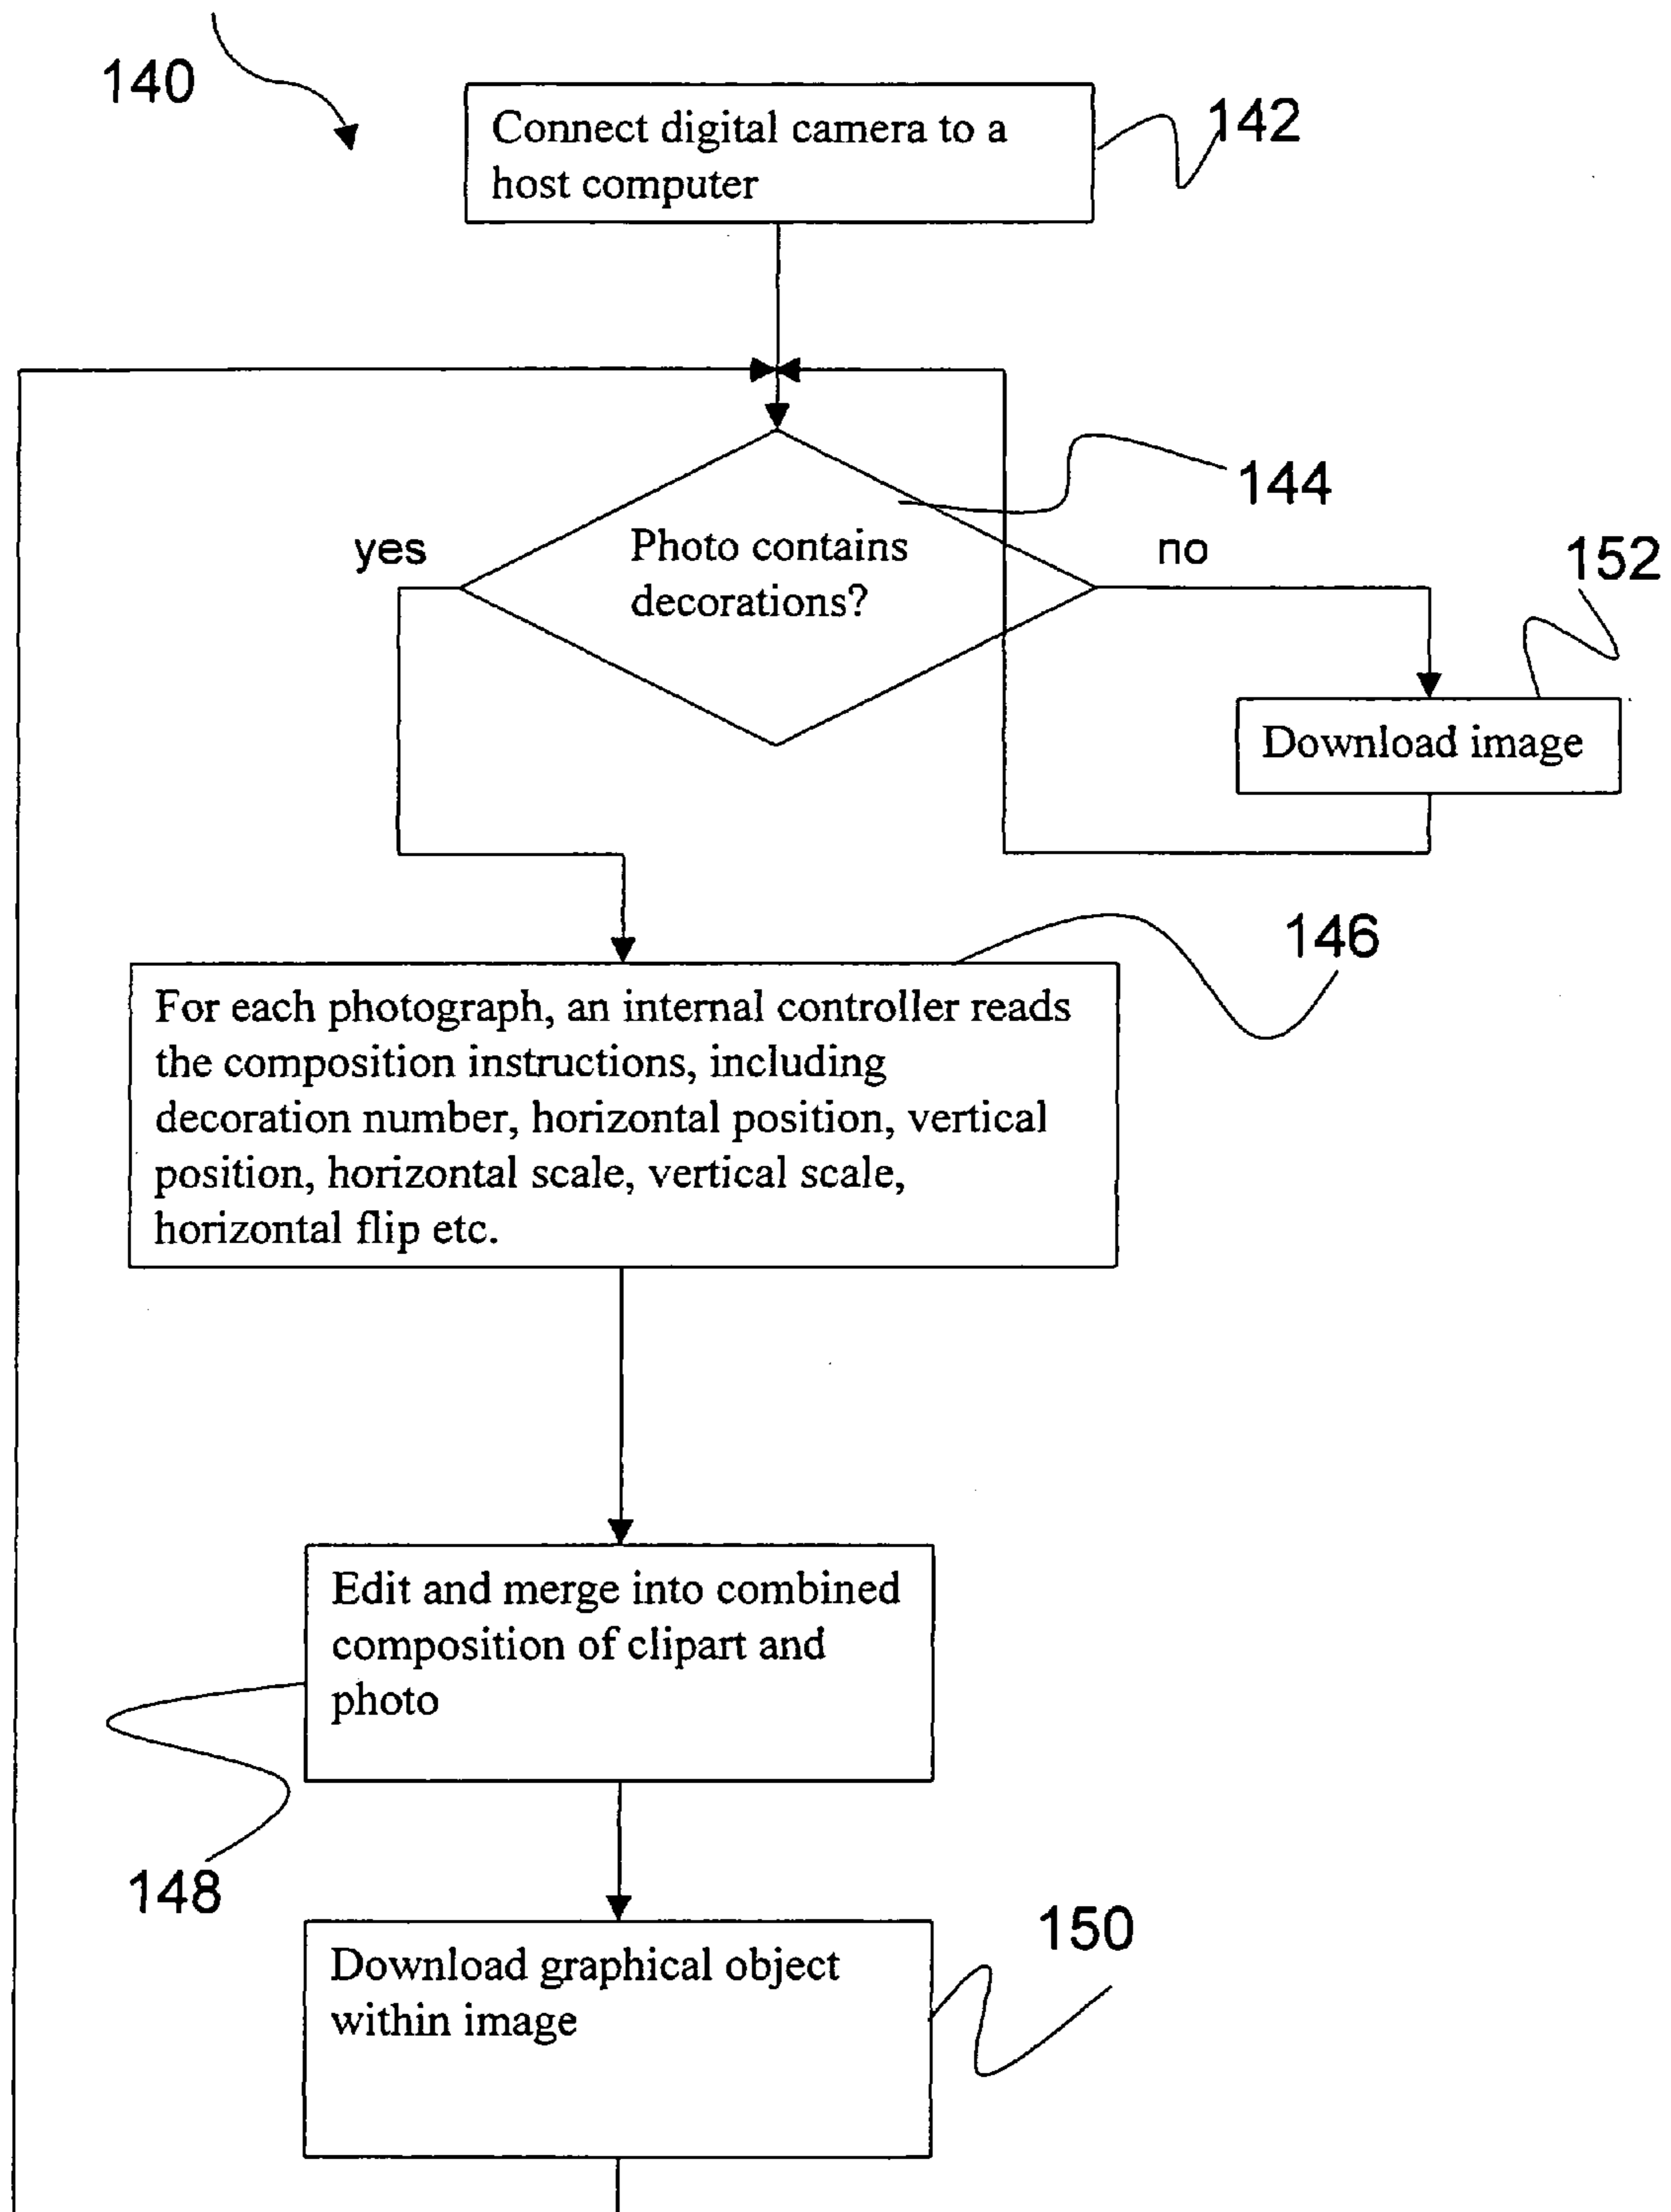 140
Connect digital camera to a
host computer
142
144
yes
Photo contains
decorations?
no
152
Download image
146
For each photograph, an internal controller reads
the composition instructions, including
decoration number, horizontal position, vertical
position, horizontal scale, vertical scale,
horizontal flip etc.
Edit and merge into combined
composition of clipart and
photo
148
150
Download graphical object
within image